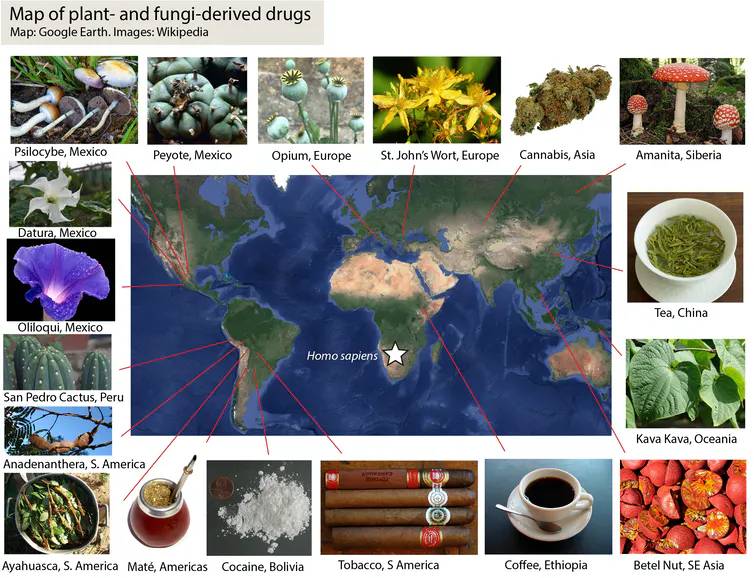 Map of plant- and fungi-derived drugs
Map: Google Earth. Images: Wikipedia
Psilocybe, Mexico
Peyote, Mexico
Opium, Europe
St. John's Wort, Europe
Cannabis, Asia
Amanita, Siberia
Datura, Mexico
Tea, China
Ololiqui, Mexico
Homo sapiens
San Pedro Cactus, Peru
Kava Kava, Oceania
Anadenanthera, S. America
Ayahuasca, S. America
Maté, Americas
Cocaine, Bolivia
Tobacco, S America
Coffee, Ethiopia
Betel Nut, SE Asia